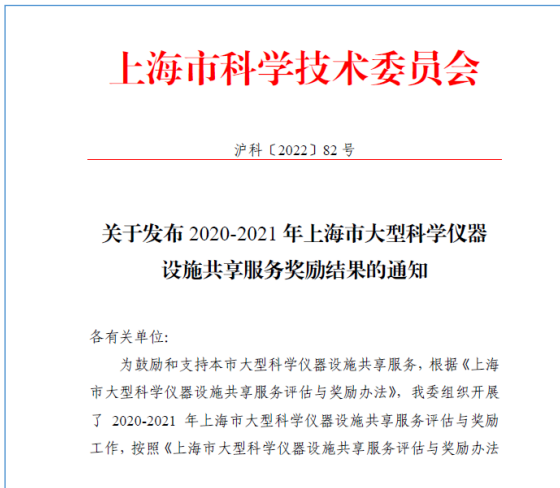 上海市科学技术委员会
沪科〔2022〕82 号
关于发布 2020-2021 年上海市大型科学仪器
设施共享服务奖励结果的通知
各有关单位:
为鼓励和支持本市大型科学仪器设施共享服务，根据《上海
市大型科学仪器设施共享服务评估与奖励办法》，我委组织开展
了 2020-2021 年上海市大型科学仪器设施共享服务评估与奖励
工作，按照《上海市大型科学仪器设施共享服务评估与奖励办法